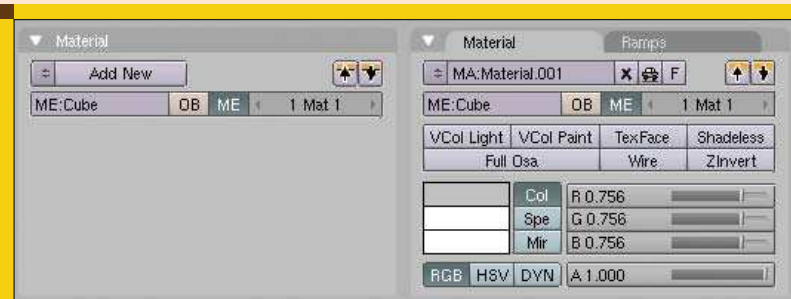 Material
Add New
ME:Cube OB ME 1 Mat 1
Material Ramps
MA:Material.001 X F
ME:Cube OB ME 1 Mat 1
VCol Light VCol Paint TexFace Shadeless
Full Osa Wire ZInvert
Col R 0.756
Spe G 0.756
Mir B 0.756
RGB HSV DYN A 1.000